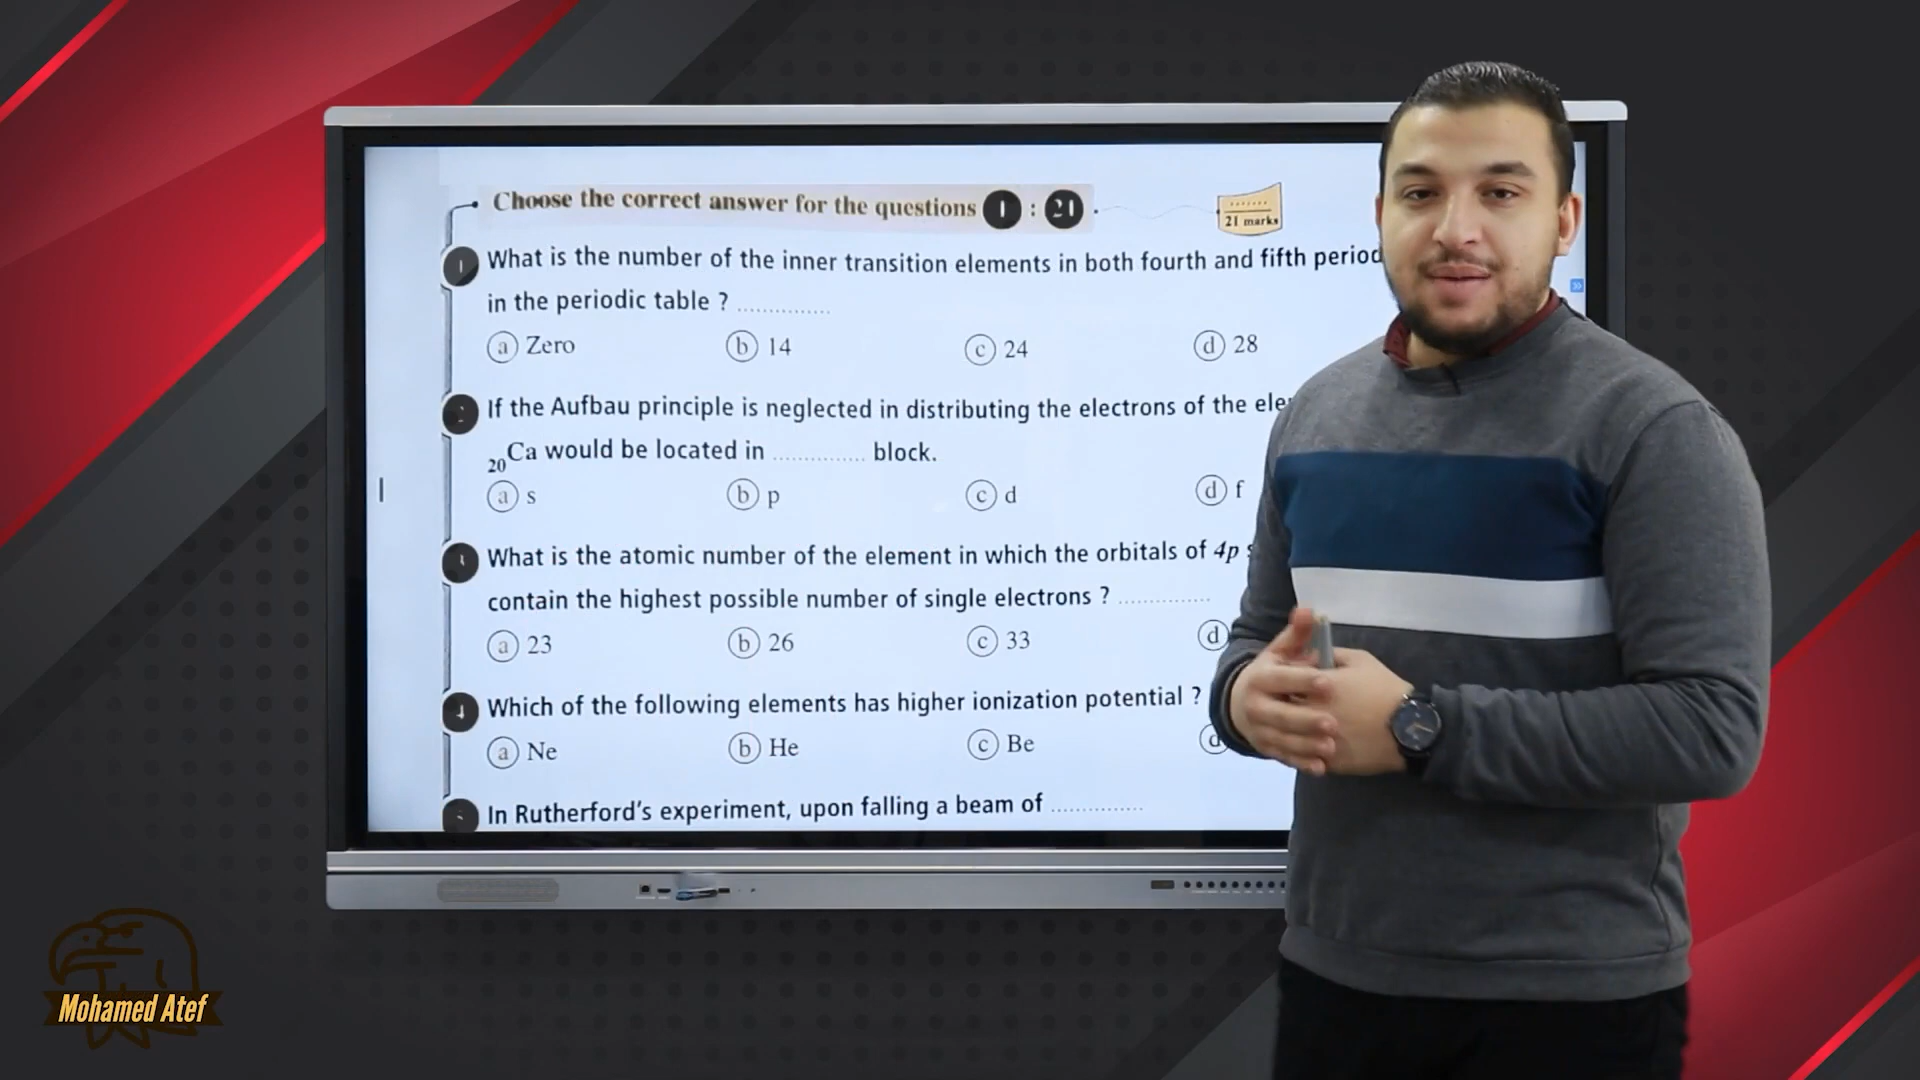 Choose the correct answer for the questions 1 : 21
21 marks
1 What is the number of the inner transition elements in both fourth and fifth period
in the periodic table ? ..............
a Zero b 14 c 24 d 28
2 If the Aufbau principle is neglected in distributing the electrons of the
20Ca would be located in .............. block.
a s b p c d d f
What is the atomic number of the element in which the orbitals of 4p
contain the highest possible number of single electrons ? ..............
a 23 b 26 c 33 d
4 Which of the following elements has higher ionization potential ?
a Ne b He c Be d
In Rutherford's experiment, upon falling a beam of ..............
Mohamed Atef